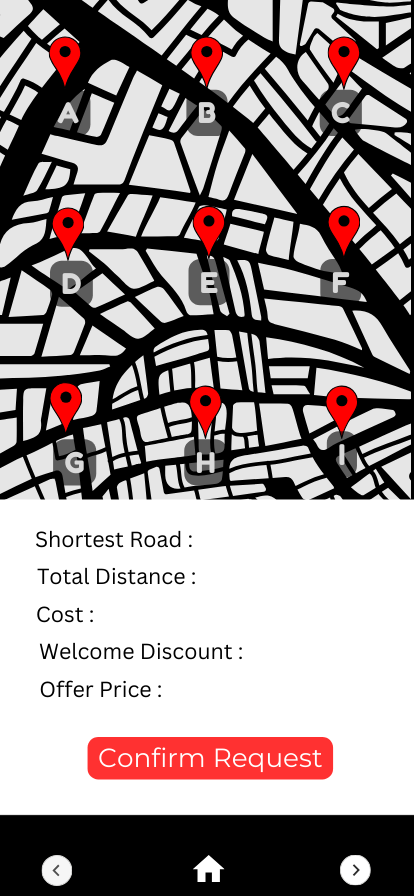 A B C
D E F
G H I
Shortest Road :
Total Distance :
Cost :
Welcome Discount :
Offer Price :
Confirm Request